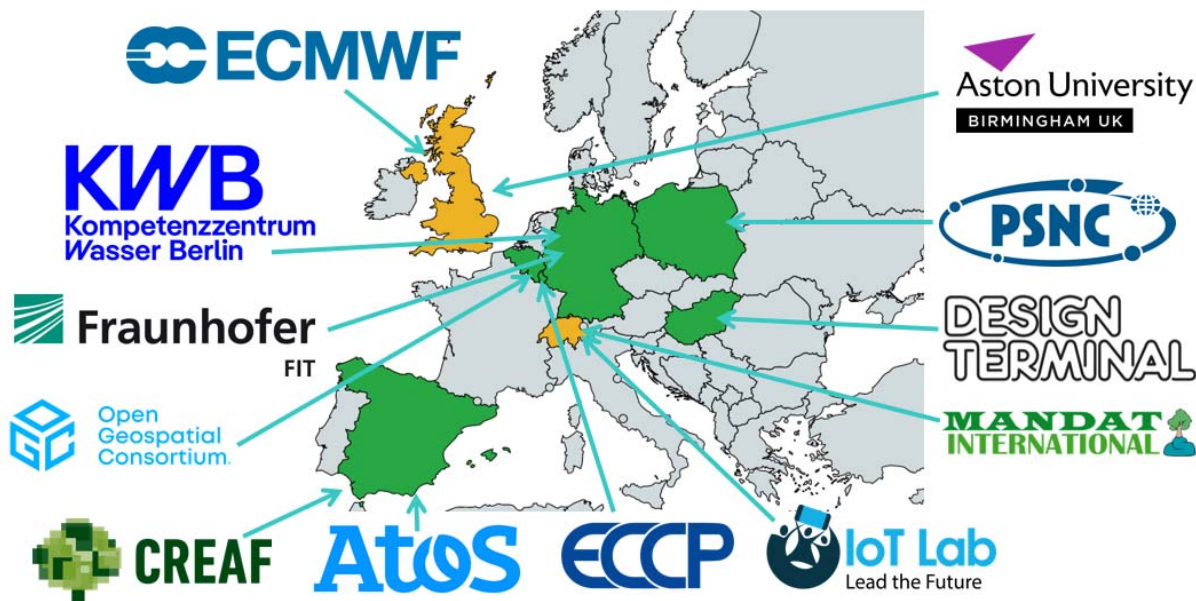 ECMWF
Aston University
BIRMINGHAM UK
KWB
Kompetenzzentrum
Wasser Berlin
PSNC
Fraunhofer
FIT
DESIGN
TERMINAL
OGC
Open
Geospatial
Consortium.
MANDAT
INTERNATIONAL
CREAF
Atos
ECCP
IoT Lab
Lead the Future